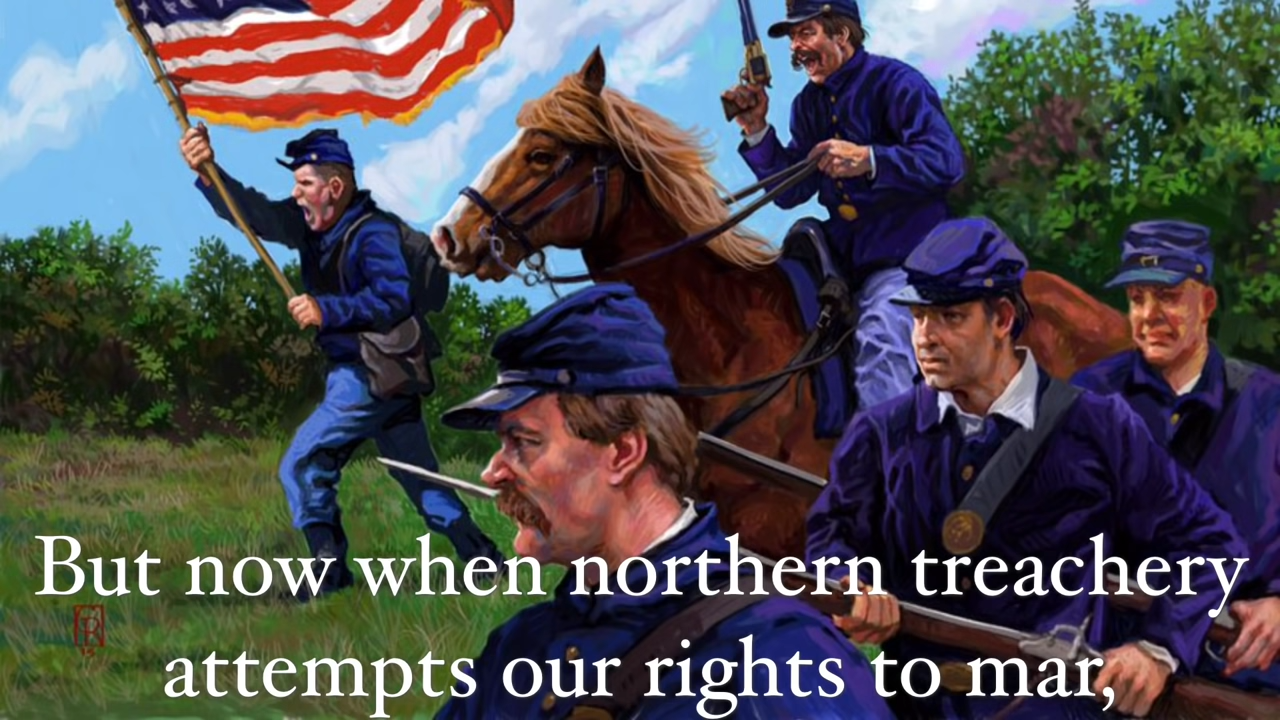 But now when northern treachery
attempts our rights to mar,